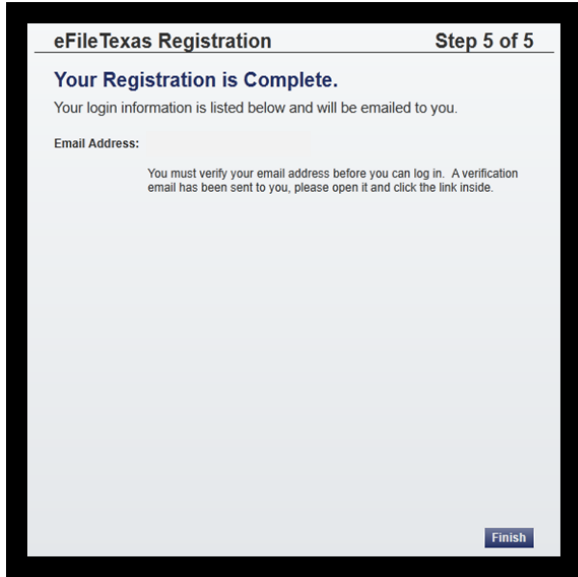 eFileTexas Registration Step 5 of 5
Your Registration is Complete.
Your login information is listed below and will be emailed to you.
Email Address:
You must verify your email address before you can log in. A verification
email has been sent to you, please open it and click the link inside.
Finish